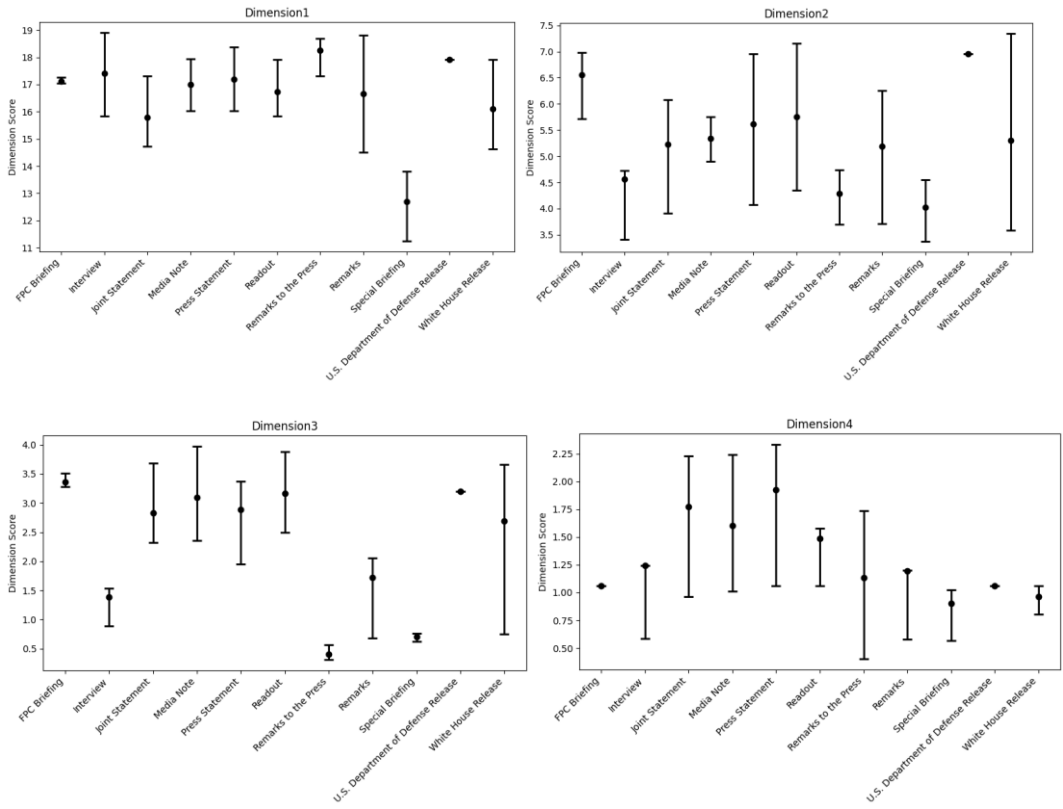 Dimension1
Dimension Score
19
18
17
16
15
14
13
12
11
FPC Briefing
Interview
Joint Statement
Media Note
Press Statement
Readout
Remarks to the Press
Remarks
Special Briefing
U.S. Department of Defense Release
White House Release
Dimension2
Dimension Score
7.5
7.0
6.5
6.0
5.5
5.0
4.5
4.0
3.5
FPC Briefing
Interview
Joint Statement
Media Note
Press Statement
Readout
Remarks to the Press
Remarks
Special Briefing
U.S. Department of Defense Release
White House Release
Dimension3
Dimension Score
4.0
3.5
3.0
2.5
2.0
1.5
1.0
0.5
FPC Briefing
Interview
Joint Statement
Media Note
Press Statement
Readout
Remarks to the Press
Remarks
Special Briefing
U.S. Department of Defense Release
White House Release
Dimension4
Dimension Score
2.25
2.00
1.75
1.50
1.25
1.00
0.75
0.50
FPC Briefing
Interview
Joint Statement
Media Note
Press Statement
Readout
Remarks to the Press
Remarks
Special Briefing
U.S. Department of Defense Release
White House Release